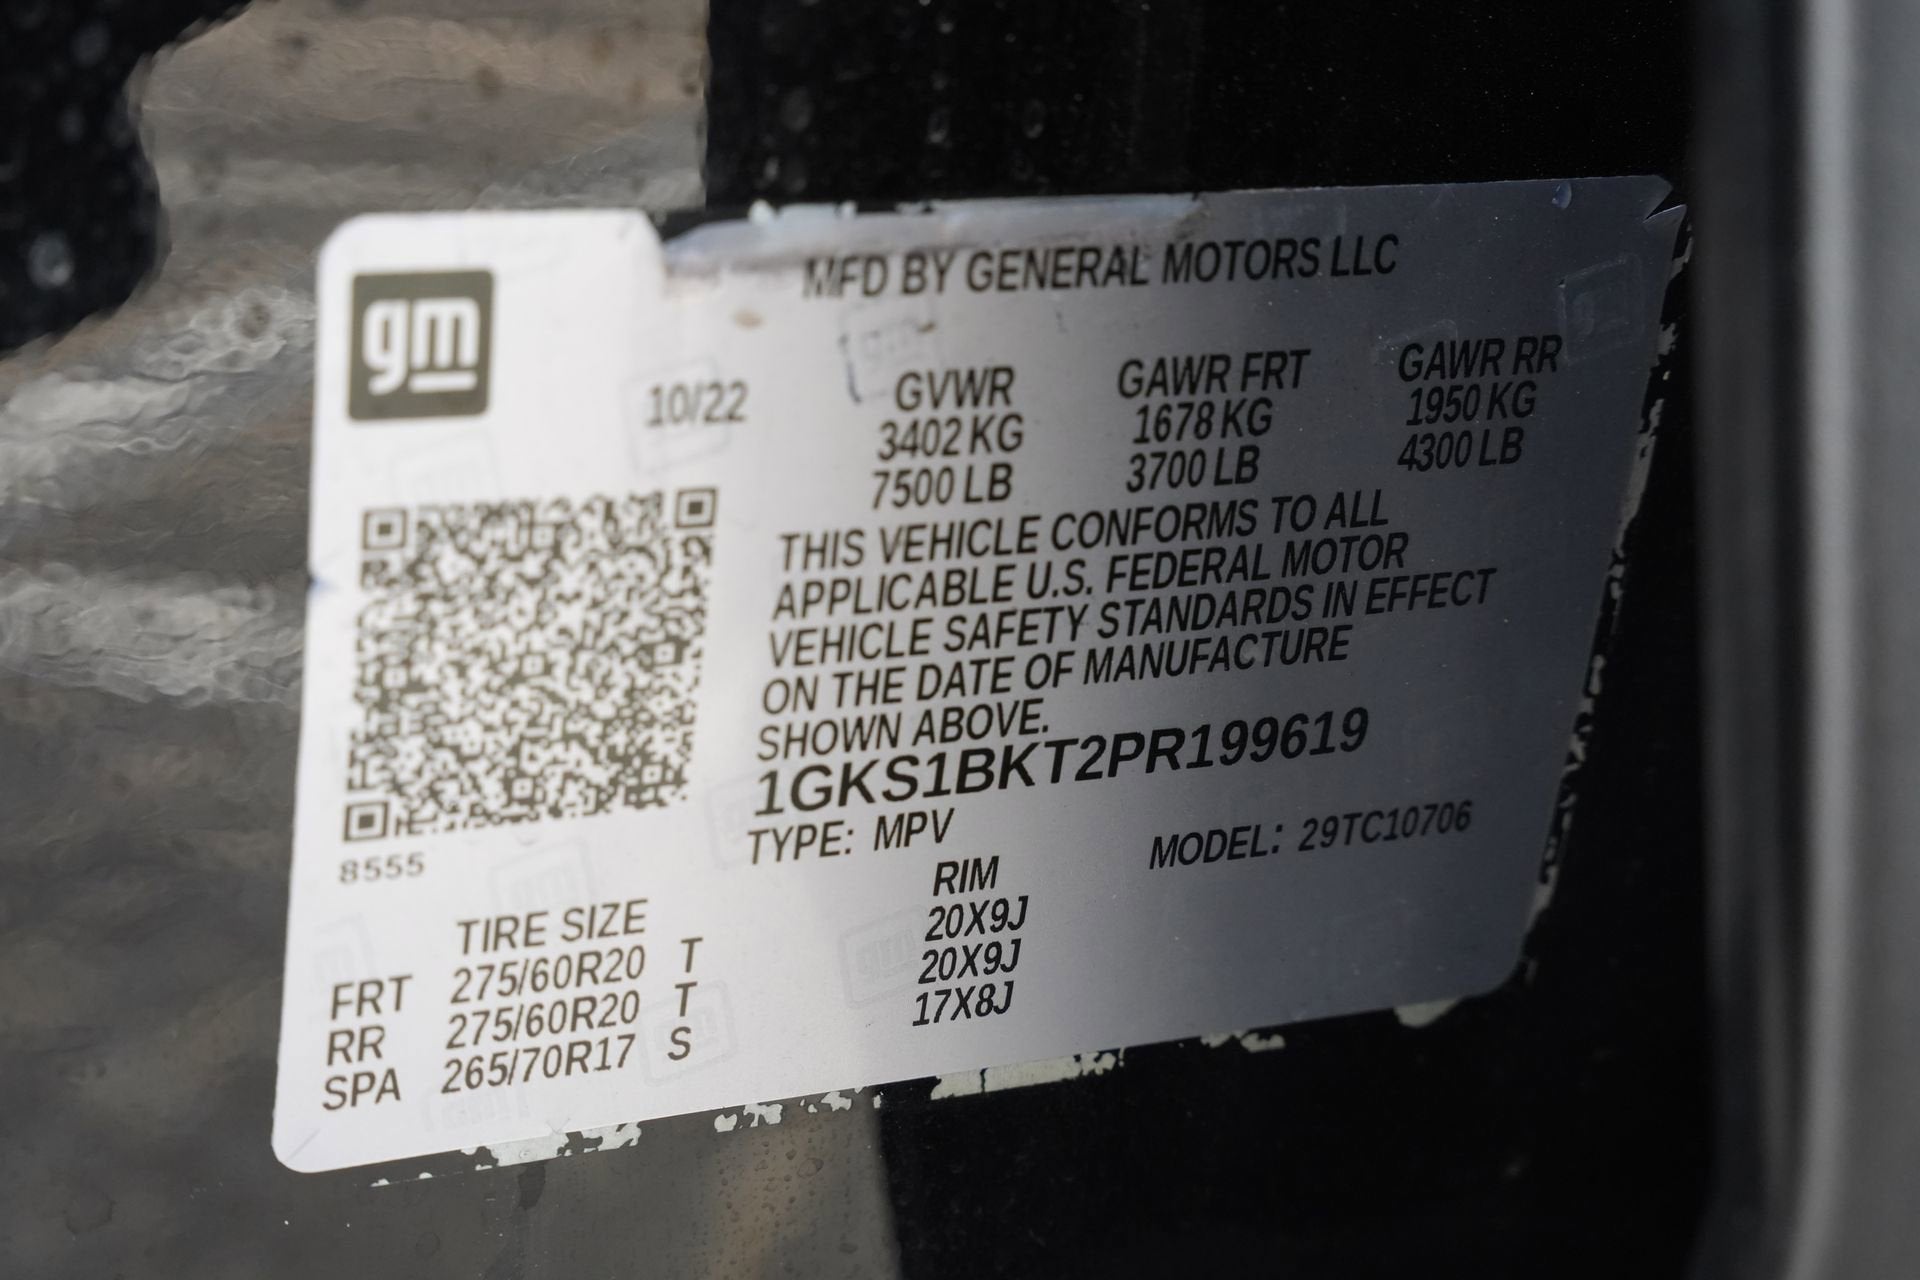 gm
MFD BY GENERAL MOTORS LLC
10/22
GVWR GAWR FRT GAWR RR
3402 KG 1678 KG 1950 KG
7500 LB 3700 LB 4300 LB
THIS VEHICLE CONFORMS TO ALL
APPLICABLE U.S. FEDERAL MOTOR
VEHICLE SAFETY STANDARDS IN EFFECT
ON THE DATE OF MANUFACTURE
SHOWN ABOVE.
1GKS1BKT2PR199619
TYPE: MPV MODEL: 29TC10706
8555
TIRE SIZE RIM
FRT 275/60R20 T 20X9J
RR 275/60R20 T 20X9J
SPA 265/70R17 S 17X8J